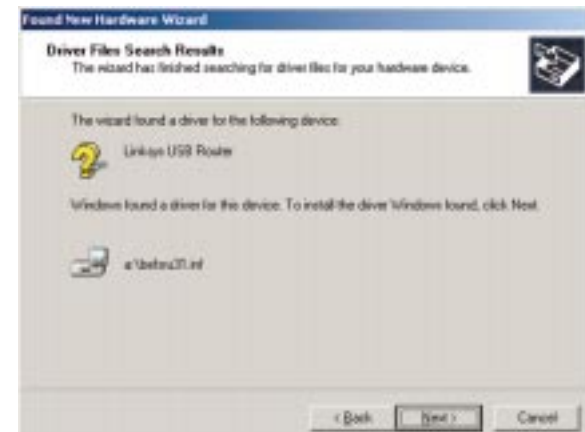 Found New Hardware Wizard
Driver Files Search Results
The wizard has finished searching for driver files for your hardware device.
The wizard found a driver for the following device:
Linksys USB Router
Windows found a driver for this device. To install the driver Windows found, click Next.
< Back
Next >
Cancel